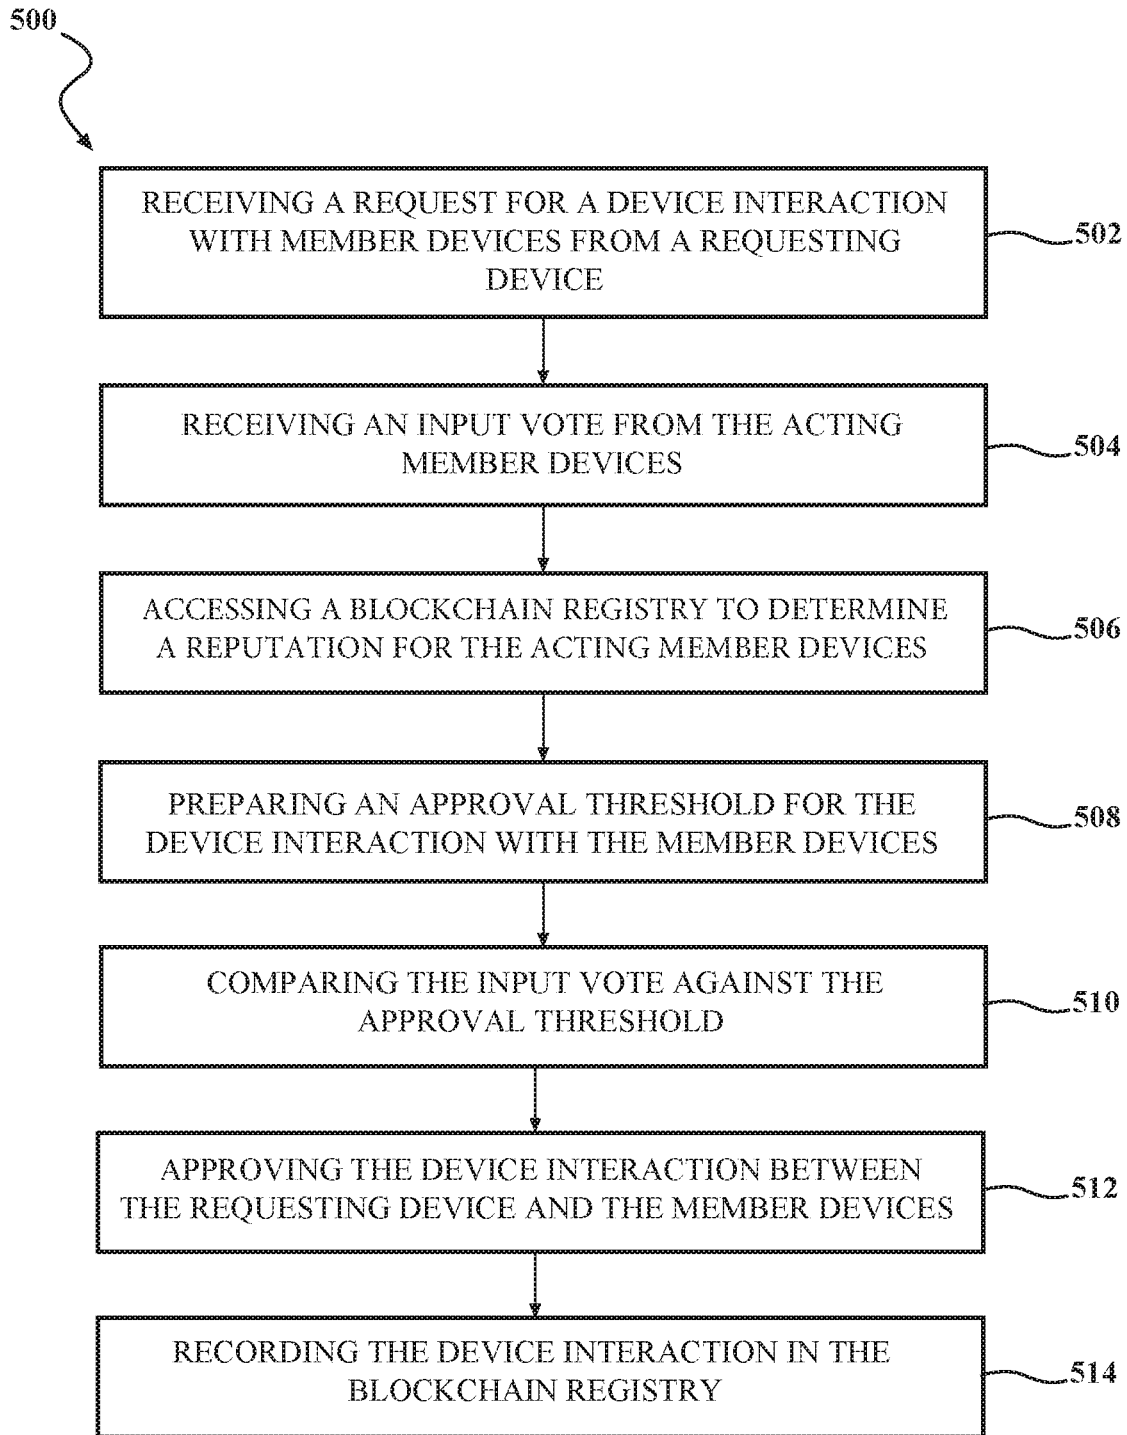 500
RECEIVING A REQUEST FOR A DEVICE INTERACTION
WITH MEMBER DEVICES FROM A REQUESTING
DEVICE
502
RECEIVING AN INPUT VOTE FROM THE ACTING
MEMBER DEVICES
504
ACCESSING A BLOCKCHAIN REGISTRY TO DETERMINE
A REPUTATION FOR THE ACTING MEMBER DEVICES
506
PREPARING AN APPROVAL THRESHOLD FOR THE
DEVICE INTERACTION WITH THE MEMBER DEVICES
508
COMPARING THE INPUT VOTE AGAINST THE
APPROVAL THRESHOLD
510
APPROVING THE DEVICE INTERACTION BETWEEN
THE REQUESTING DEVICE AND THE MEMBER DEVICES
512
RECORDING THE DEVICE INTERACTION IN THE
BLOCKCHAIN REGISTRY
514